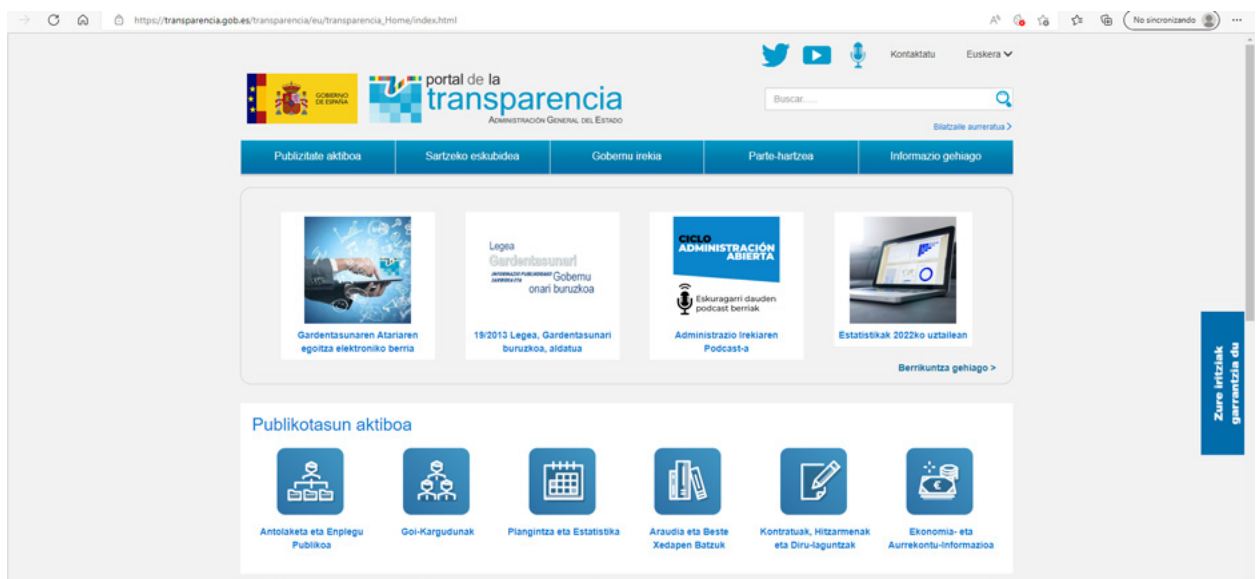 https://transparencia.gob.es/transparencia/eu/transparencia_Home/index.html
No sincronizando
Kontaktatu
Euskera
GOBIERNO
DE ESPAÑA
portal de la
transparencia
ADMINISTRACIÓN GENERAL DEL ESTADO
Buscar.....
Bilatzaile aurreratua >
Publizitate aktiboa
Sartzeko eskubidea
Gobernu irekia
Parte-hartzea
Informazio gehiago
Gardentasunaren Atariaren
egoitza elektroniko berria
Legea
Gardentasunari
INFORMAZIO PUBLIKORAKO
SARBIDEA ETA
Gobernu
onari buruzkoa
19/2013 Legea, Gardentasunari
buruzkoa, aldatua
CICLO
ADMINISTRACIÓN
ABIERTA
Eskuragarri dauden
podcast berriak
Administrazio Irekiaren
Podcast-a
Estatistikak 2022ko uztailean
Berrikuntza gehiago >
Zure iritziak
garrantzia du
Publikotasun aktiboa
Antolaketa eta Enplegu
Publikoa
Goi-Kargudunak
Plangintza eta Estatistika
Araudia eta Beste
Xedapen Batzuk
Kontratuak, Hitzarmenak
eta Diru-laguntzak
Ekonomia- eta
Aurrekontu-Informazioa